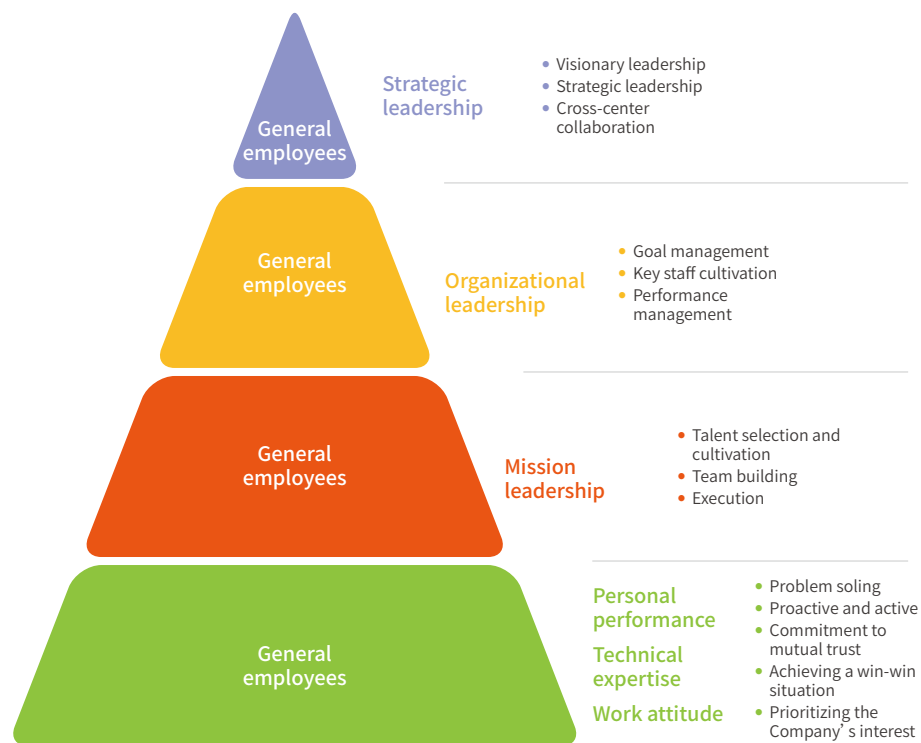 General
employees
Strategic
leadership
• Visionary leadership
• Strategic leadership
• Cross-center
collaboration
General
employees
Organizational
leadership
• Goal management
• Key staff cultivation
• Performance
management
General
employees
Mission
leadership
• Talent selection and
cultivation
• Team building
• Execution
General
employees
Personal
performance
Technical
expertise
Work attitude
• Problem soling
• Proactive and active
• Commitment to
mutual trust
• Achieving a win-win
situation
• Prioritizing the
Company’s interest